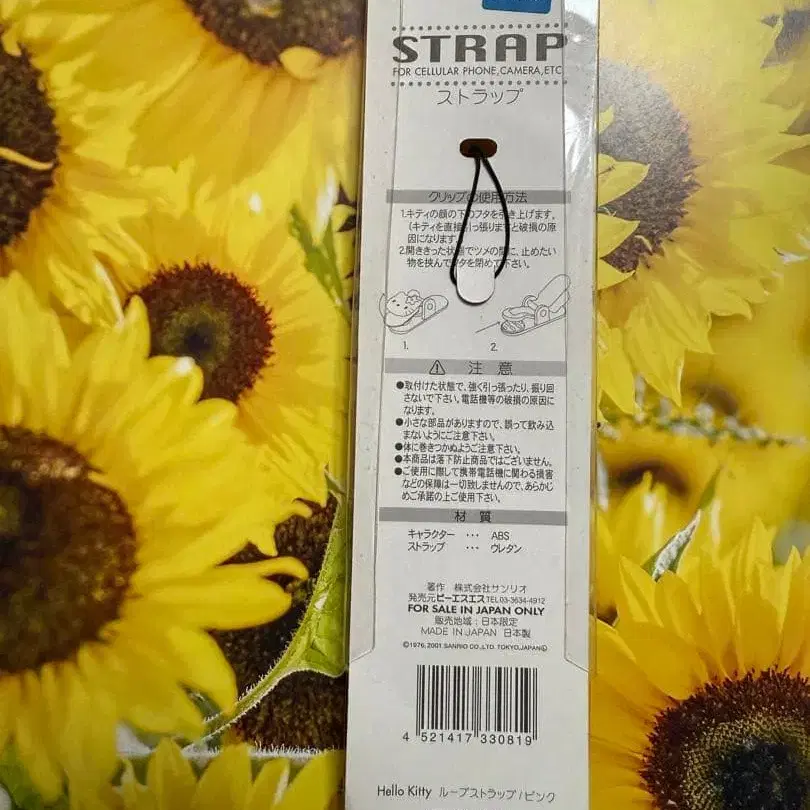 STRAP
FOR CELLULAR PHONE,CAMERA,ETC
ストラップ
クリップの使用方法
1.キティの顔の下のフタを引き上げます。
(キティを直接引っ張りますと破損の原
因になります。
2.開ききった状態でツメの間に、止めたい
物を挟んでフタを閉めて下さい。
1.
2.
注 意
●取付けた状態で、強く引っ張ったり、振り回
さないで下さい。電話機等の破損の原因に
なります。
●小さな部品がありますので、誤って飲み込
まないようにご注意下さい。
●体に巻きつかぬようご注意下さい。
●本商品は落下防止商品ではございません。
●ご使用に際して携帯電話機に関わる損害
などの保障は一切致しませんので、あらかじ
めご承諾の上ご使用下さい。
材 質
キャラクター … ABS
ストラップ … ウレタン
著作 株式会社サンリオ
発売元ピーエスエスTEL03-3634-4912
FOR SALE IN JAPAN ONLY
販売地域:日本限定
MADE IN JAPAN 日本製
©1976, 2001 SANRIO CO.,LTD. TOKYO,JAPAN Ⓛ
4 521417 330819
Hello Kitty ループストラップ/ピンク